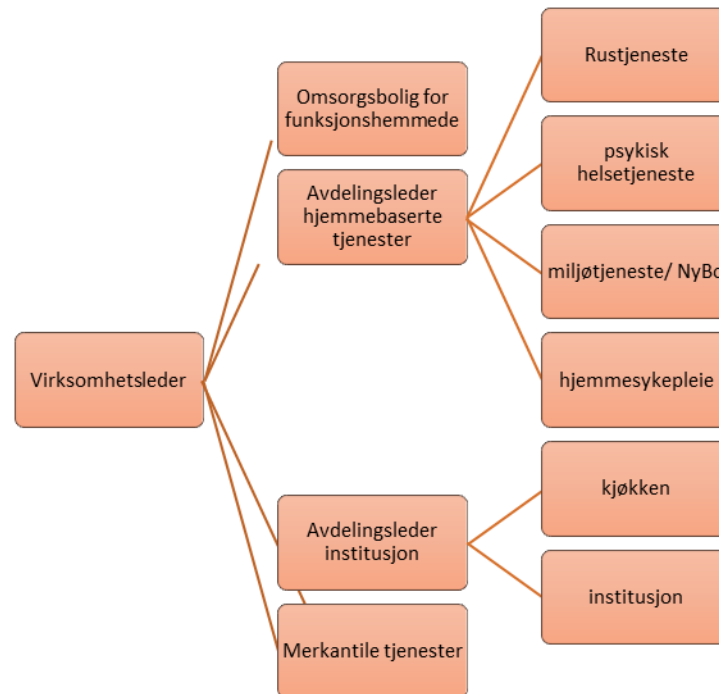 Rustjeneste
Omsorgsbolig for
funksjonshemmede
psykisk
helsetjeneste
Avdelingsleder
hjemmebaserte
tjenester
miljøtjeneste/
Virksomhetsleder
hjemmesykepleie
kjøkken
Avdelingsleder
institusjon
institusjon
Merkantile tjenester